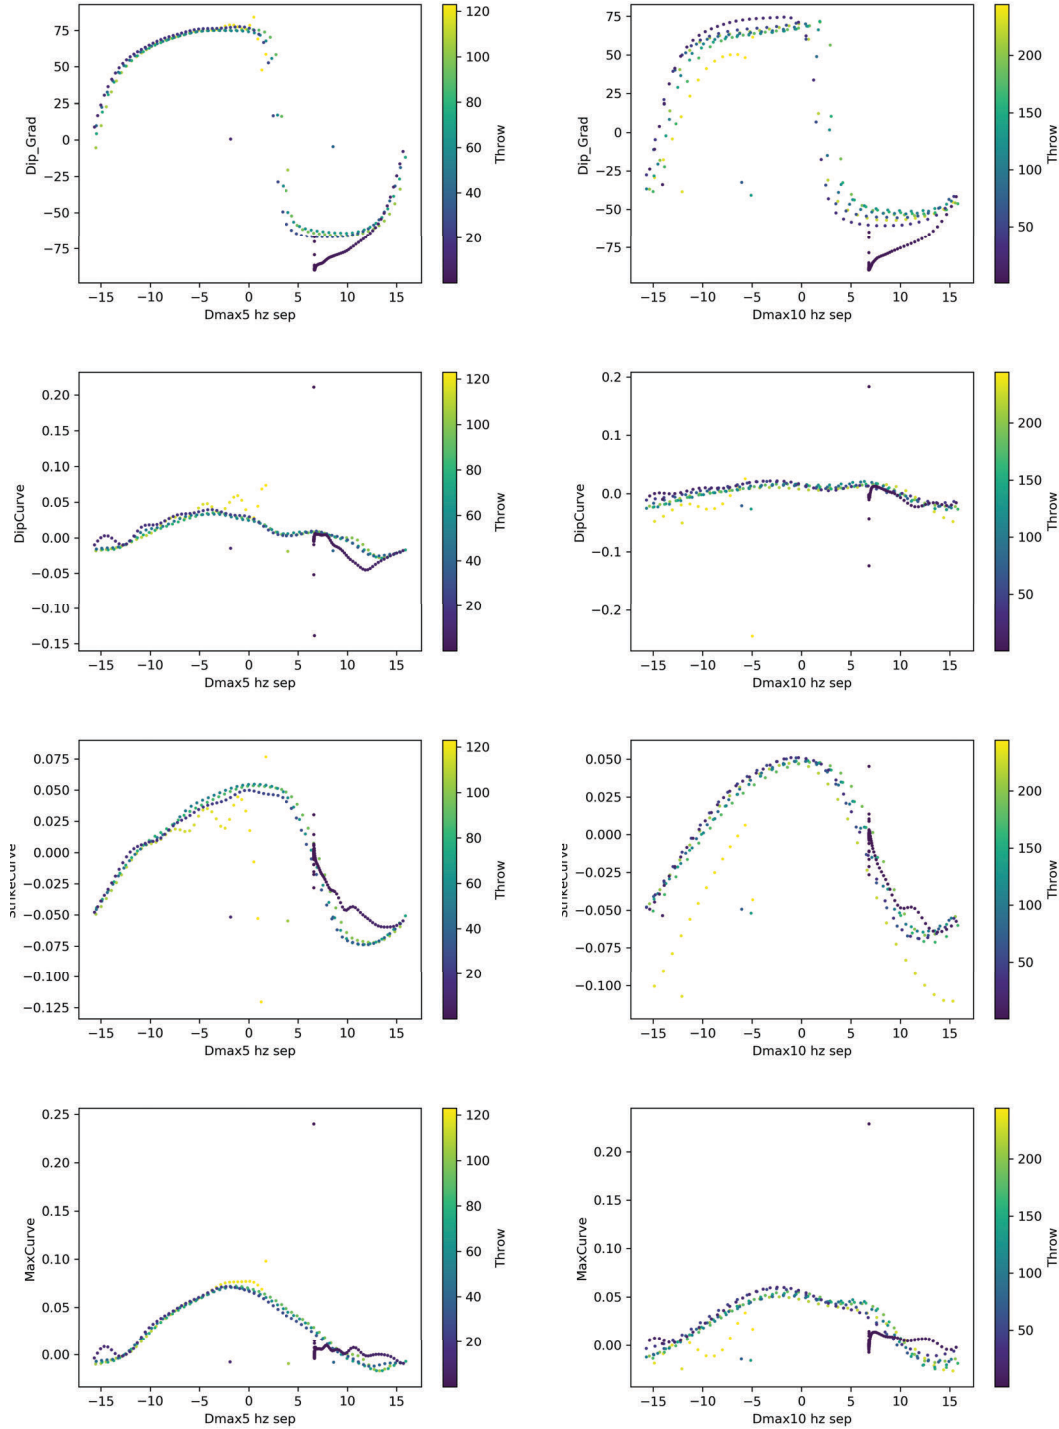 75
50
25
0
−25
−50
−75
Dip_Grad
−15 −10 −5 0 5 10 15
Dmax5 hz sep
120
100
80
60
40
20
Throw
75
50
25
0
−25
−50
−75
Dip_Grad
−15 −10 −5 0 5 10 15
Dmax10 hz sep
200
150
100
50
Throw
0.20
0.15
0.10
0.05
0.00
−0.05
−0.10
−0.15
DipCurve
−15 −10 −5 0 5 10 15
Dmax5 hz sep
120
100
80
60
40
20
Throw
0.2
0.1
0.0
−0.1
−0.2
DipCurve
−15 −10 −5 0 5 10 15
Dmax10 hz sep
200
150
100
50
Throw
0.075
0.050
0.025
0.000
−0.025
−0.050
−0.075
−0.100
−0.125
StrikeCurve
−15 −10 −5 0 5 10 15
Dmax5 hz sep
120
100
80
60
40
20
Throw
0.050
0.025
0.000
−0.025
−0.050
−0.075
−0.100
StrikeCurve
−15 −10 −5 0 5 10 15
Dmax10 hz sep
200
150
100
50
Throw
0.25
0.20
0.15
0.10
0.05
0.00
MaxCurve
−15 −10 −5 0 5 10 15
Dmax5 hz sep
120
100
80
60
40
20
Throw
0.20
0.15
0.10
0.05
0.00
MaxCurve
−15 −10 −5 0 5 10 15
Dmax10 hz sep
200
150
100
50
Throw